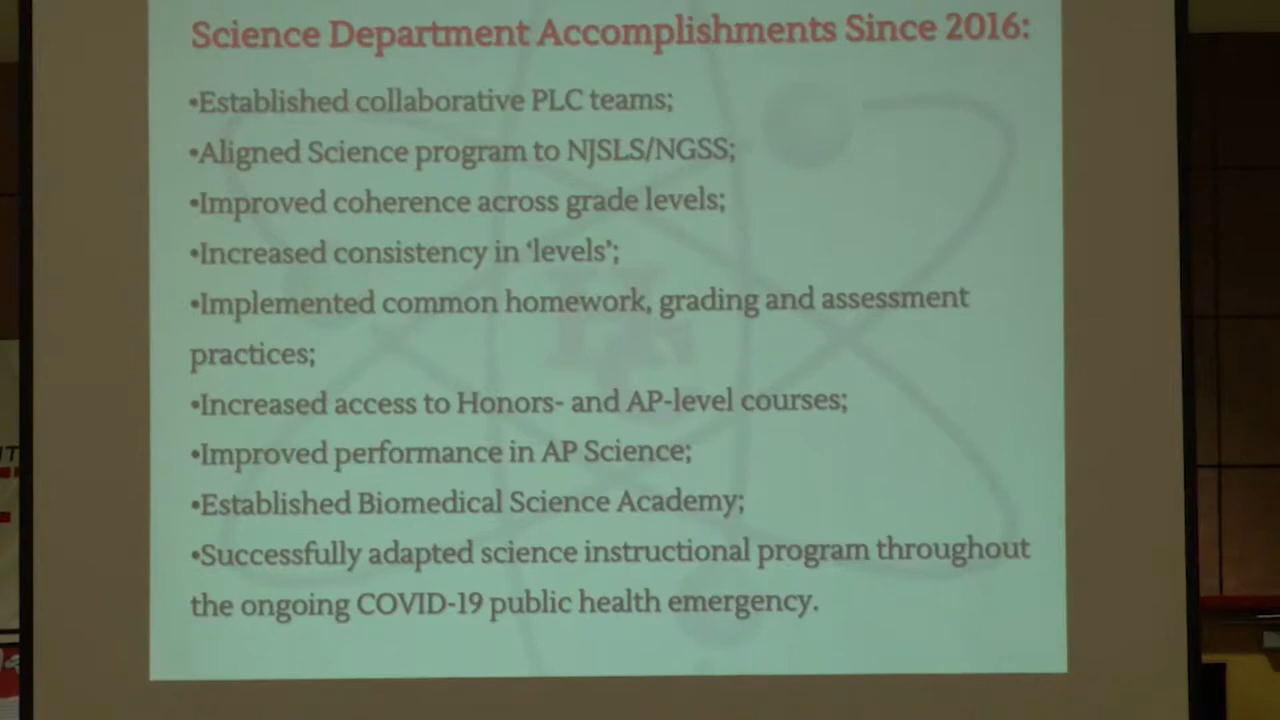 Science Department Accomplishments Since 2016:
•Established collaborative PLC teams;
•Aligned Science program to NJSLS/NGSS;
•Improved coherence across grade levels;
•Increased consistency in ‘levels’;
•Implemented common homework, grading and assessment
practices;
•Increased access to Honors- and AP-level courses;
•Improved performance in AP Science;
•Established Biomedical Science Academy;
•Successfully adapted science instructional program throughout
the ongoing COVID-19 public health emergency.